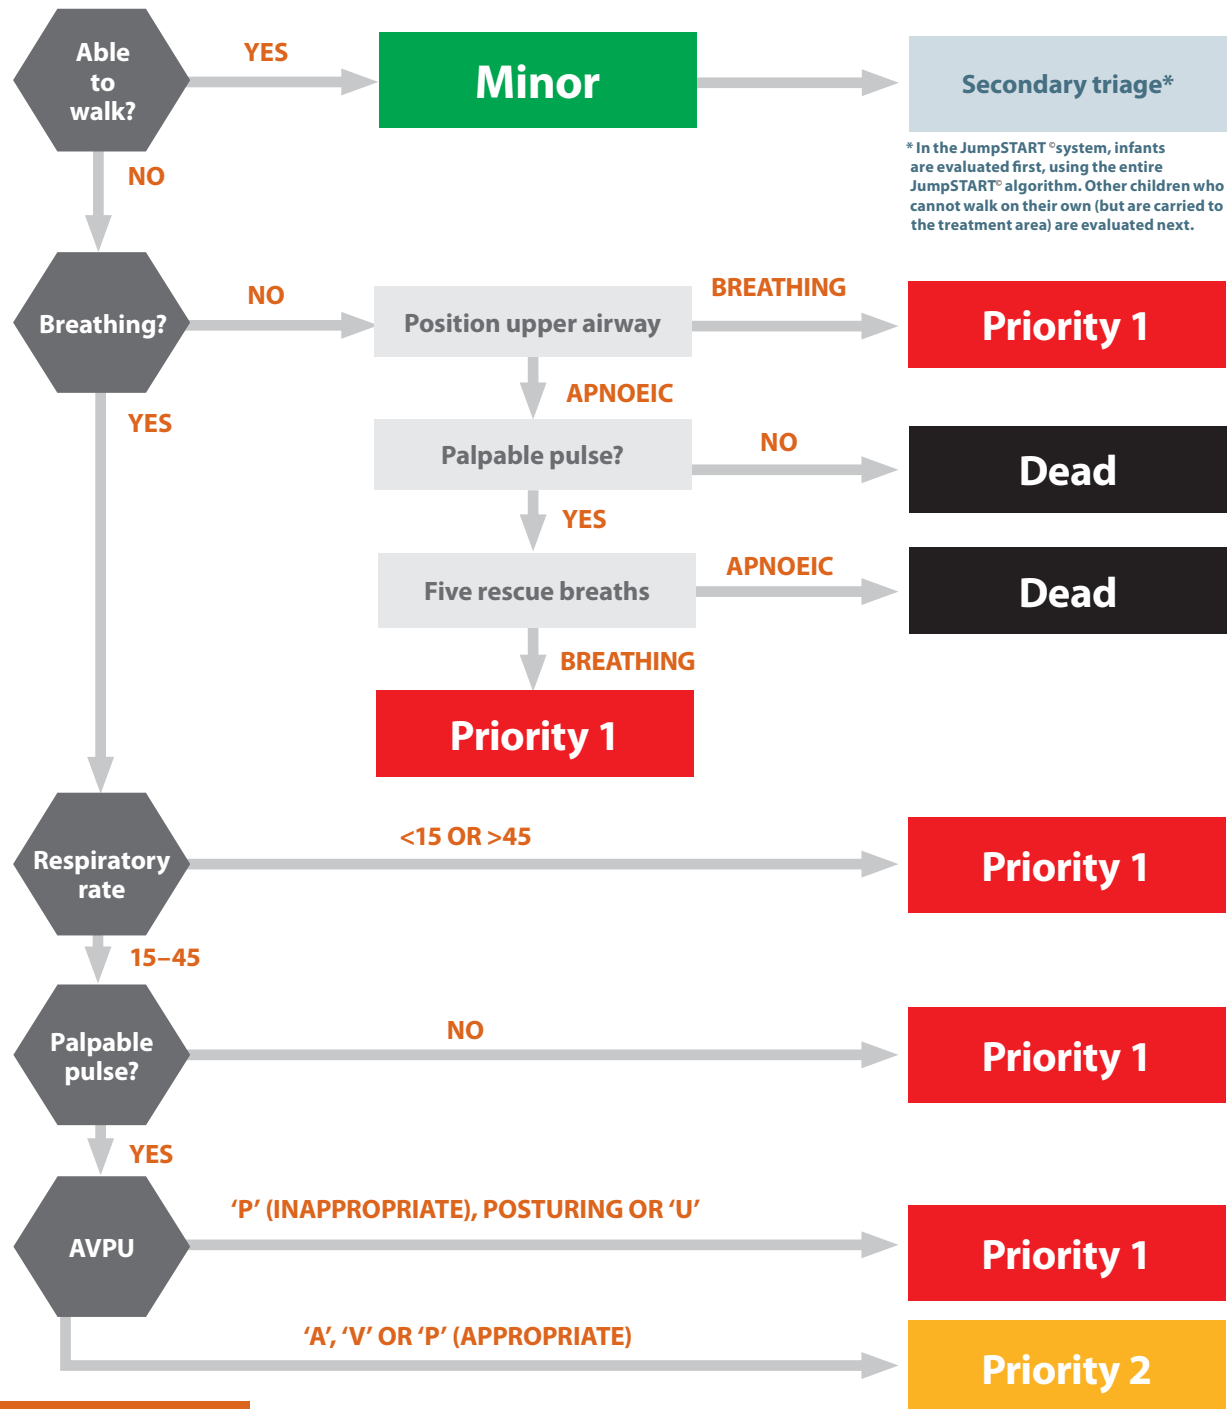 Able
to
walk?
YES
Minor
Secondary triage*
* In the JumpSTART © system, infants
are evaluated first, using the entire
JumpSTART© algorithm. Other children who
cannot walk on their own (but are carried to
the treatment area) are evaluated next.
NO
Breathing?
NO
Position upper airway
BREATHING
Priority 1
APNOEIC
YES
Palpable pulse?
NO
Dead
YES
Five rescue breaths
APNOEIC
Dead
BREATHING
Priority 1
Respiratory
rate
<15 OR >45
Priority 1
15–45
Palpable
pulse?
NO
Priority 1
YES
AVPU
‘P’ (INAPPROPRIATE), POSTURING OR ‘U’
Priority 1
‘A’, ‘V’ OR ‘P’ (APPROPRIATE)
Priority 2